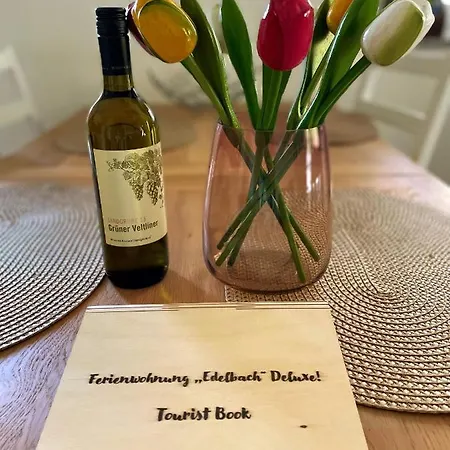 Grüner Veltliner
Ferienwohnung „Edelbach" Deluxe!
Tourist Book